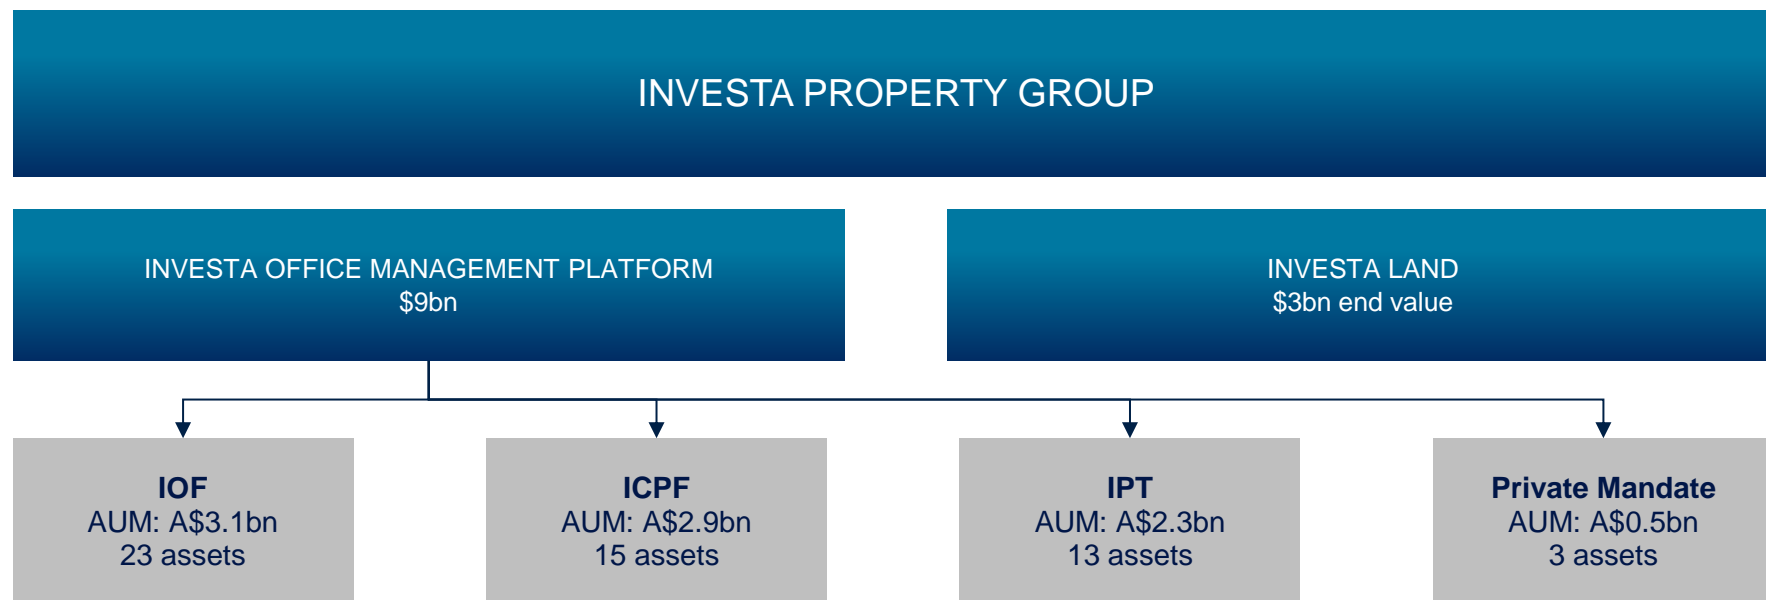 INVESTA PROPERTY GROUP
INVESTA OFFICE MANAGEMENT PLATFORM
$9bn
INVESTA LAND
$3bn end value
IOF
AUM: A$3.1bn
23 assets
ICPF
AUM: A$2.9bn
15 assets
IPT
AUM: A$2.3bn
13 assets
Private Mandate
AUM: A$0.5bn
3 assets